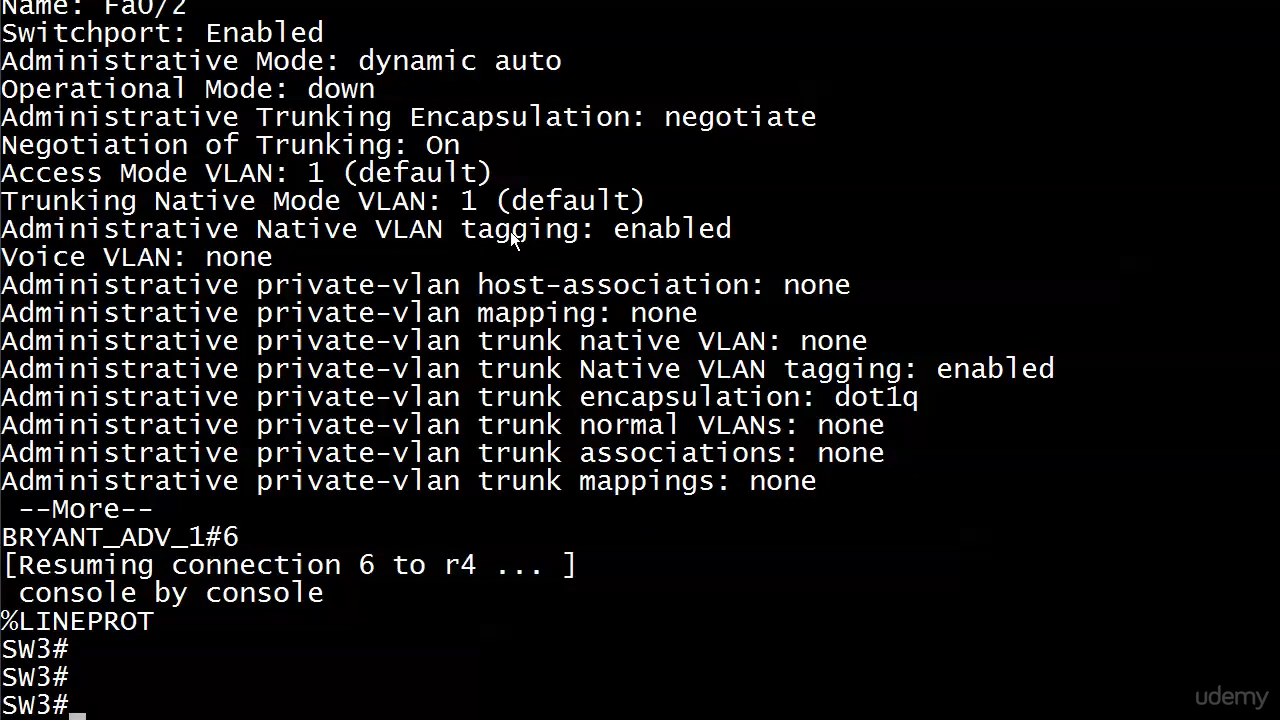 Name: Fa0/2
Switchport: Enabled
Administrative Mode: dynamic auto
Operational Mode: down
Administrative Trunking Encapsulation: negotiate
Negotiation of Trunking: On
Access Mode VLAN: 1 (default)
Trunking Native Mode VLAN: 1 (default)
Administrative Native VLAN tagging: enabled
Voice VLAN: none
Administrative private-vlan host-association: none
Administrative private-vlan mapping: none
Administrative private-vlan trunk native VLAN: none
Administrative private-vlan trunk Native VLAN tagging: enabled
Administrative private-vlan trunk encapsulation: dot1q
Administrative private-vlan trunk normal VLANs: none
Administrative private-vlan trunk associations: none
Administrative private-vlan trunk mappings: none
--More--
BRYANT_ADV_1#6
[Resuming connection 6 to r4 ... ]
console by console
%LINEPROT
SW3#
SW3#
SW3#
udemy